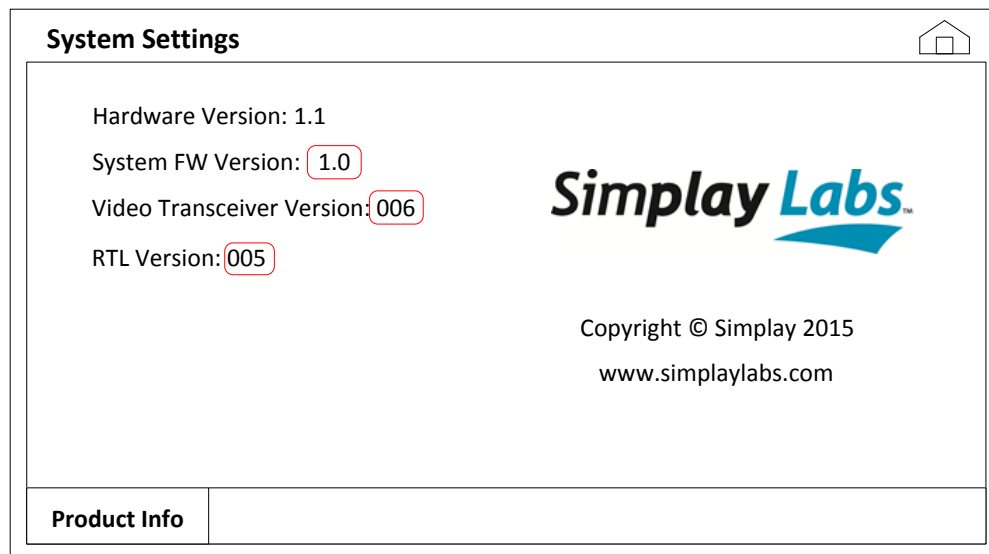 System Settings
Hardware Version: 1.1
System FW Version: 1.0
Video Transceiver Version: 006
RTL Version: 005
Simplay Labs™
Copyright © Simplay 2015
www.simplaylabs.com
Product Info